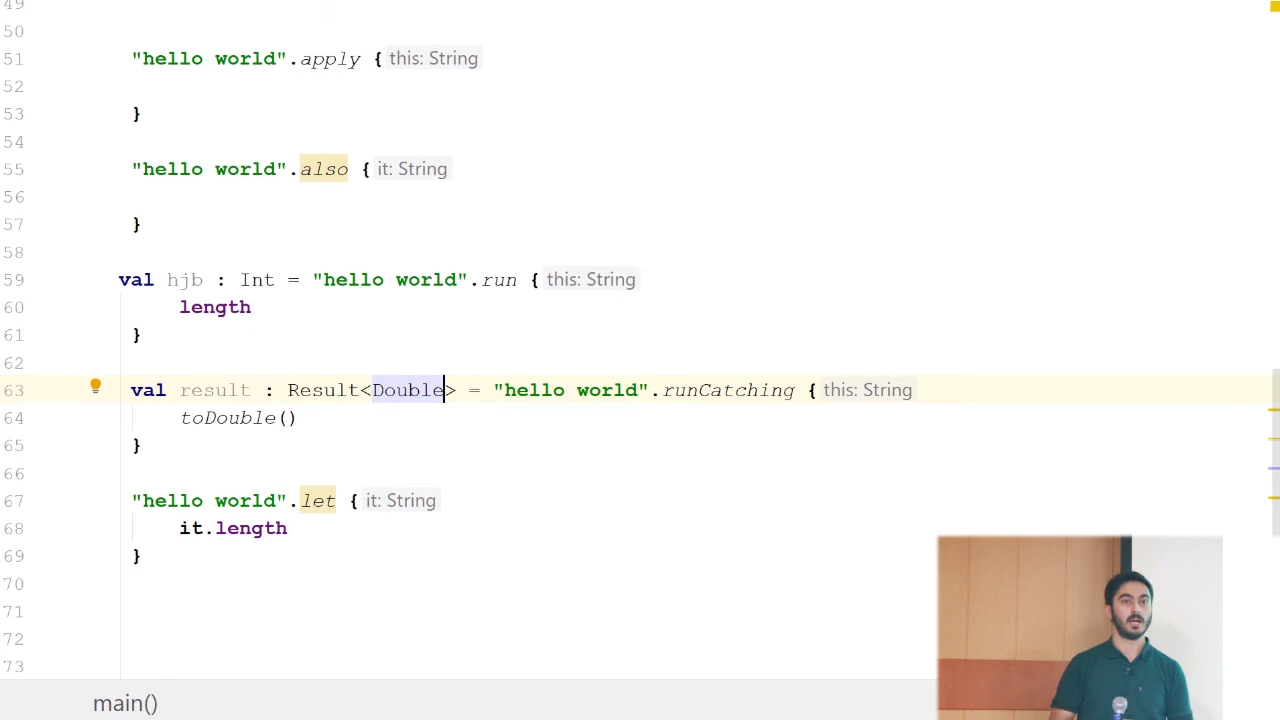 49
50
51 "hello world".apply { this: String
52
53 }
54
55 "hello world".also { it: String
56
57 }
58
59 val hjb : Int = "hello world".run { this: String
60 length
61 }
62
63 val result : Result<Double> = "hello world".runCatching { this: String
64 toDouble()
65 }
66
67 "hello world".let { it: String
68 it.length
69 }
70
71
72
73
main()